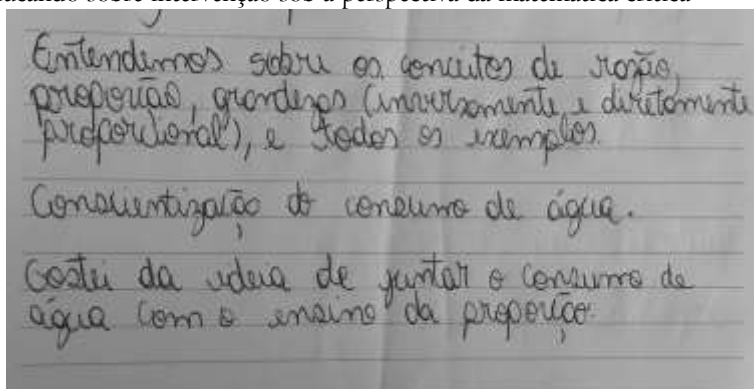 Entendemos sobre os conceitos de razão,
proporção, grandezas (inversamente e diretamente
proporcional), e todos os exemplos.
Conscientização do consumo de água.
Gostei da ideia de juntar o consumo de
água com o ensino da proporção.